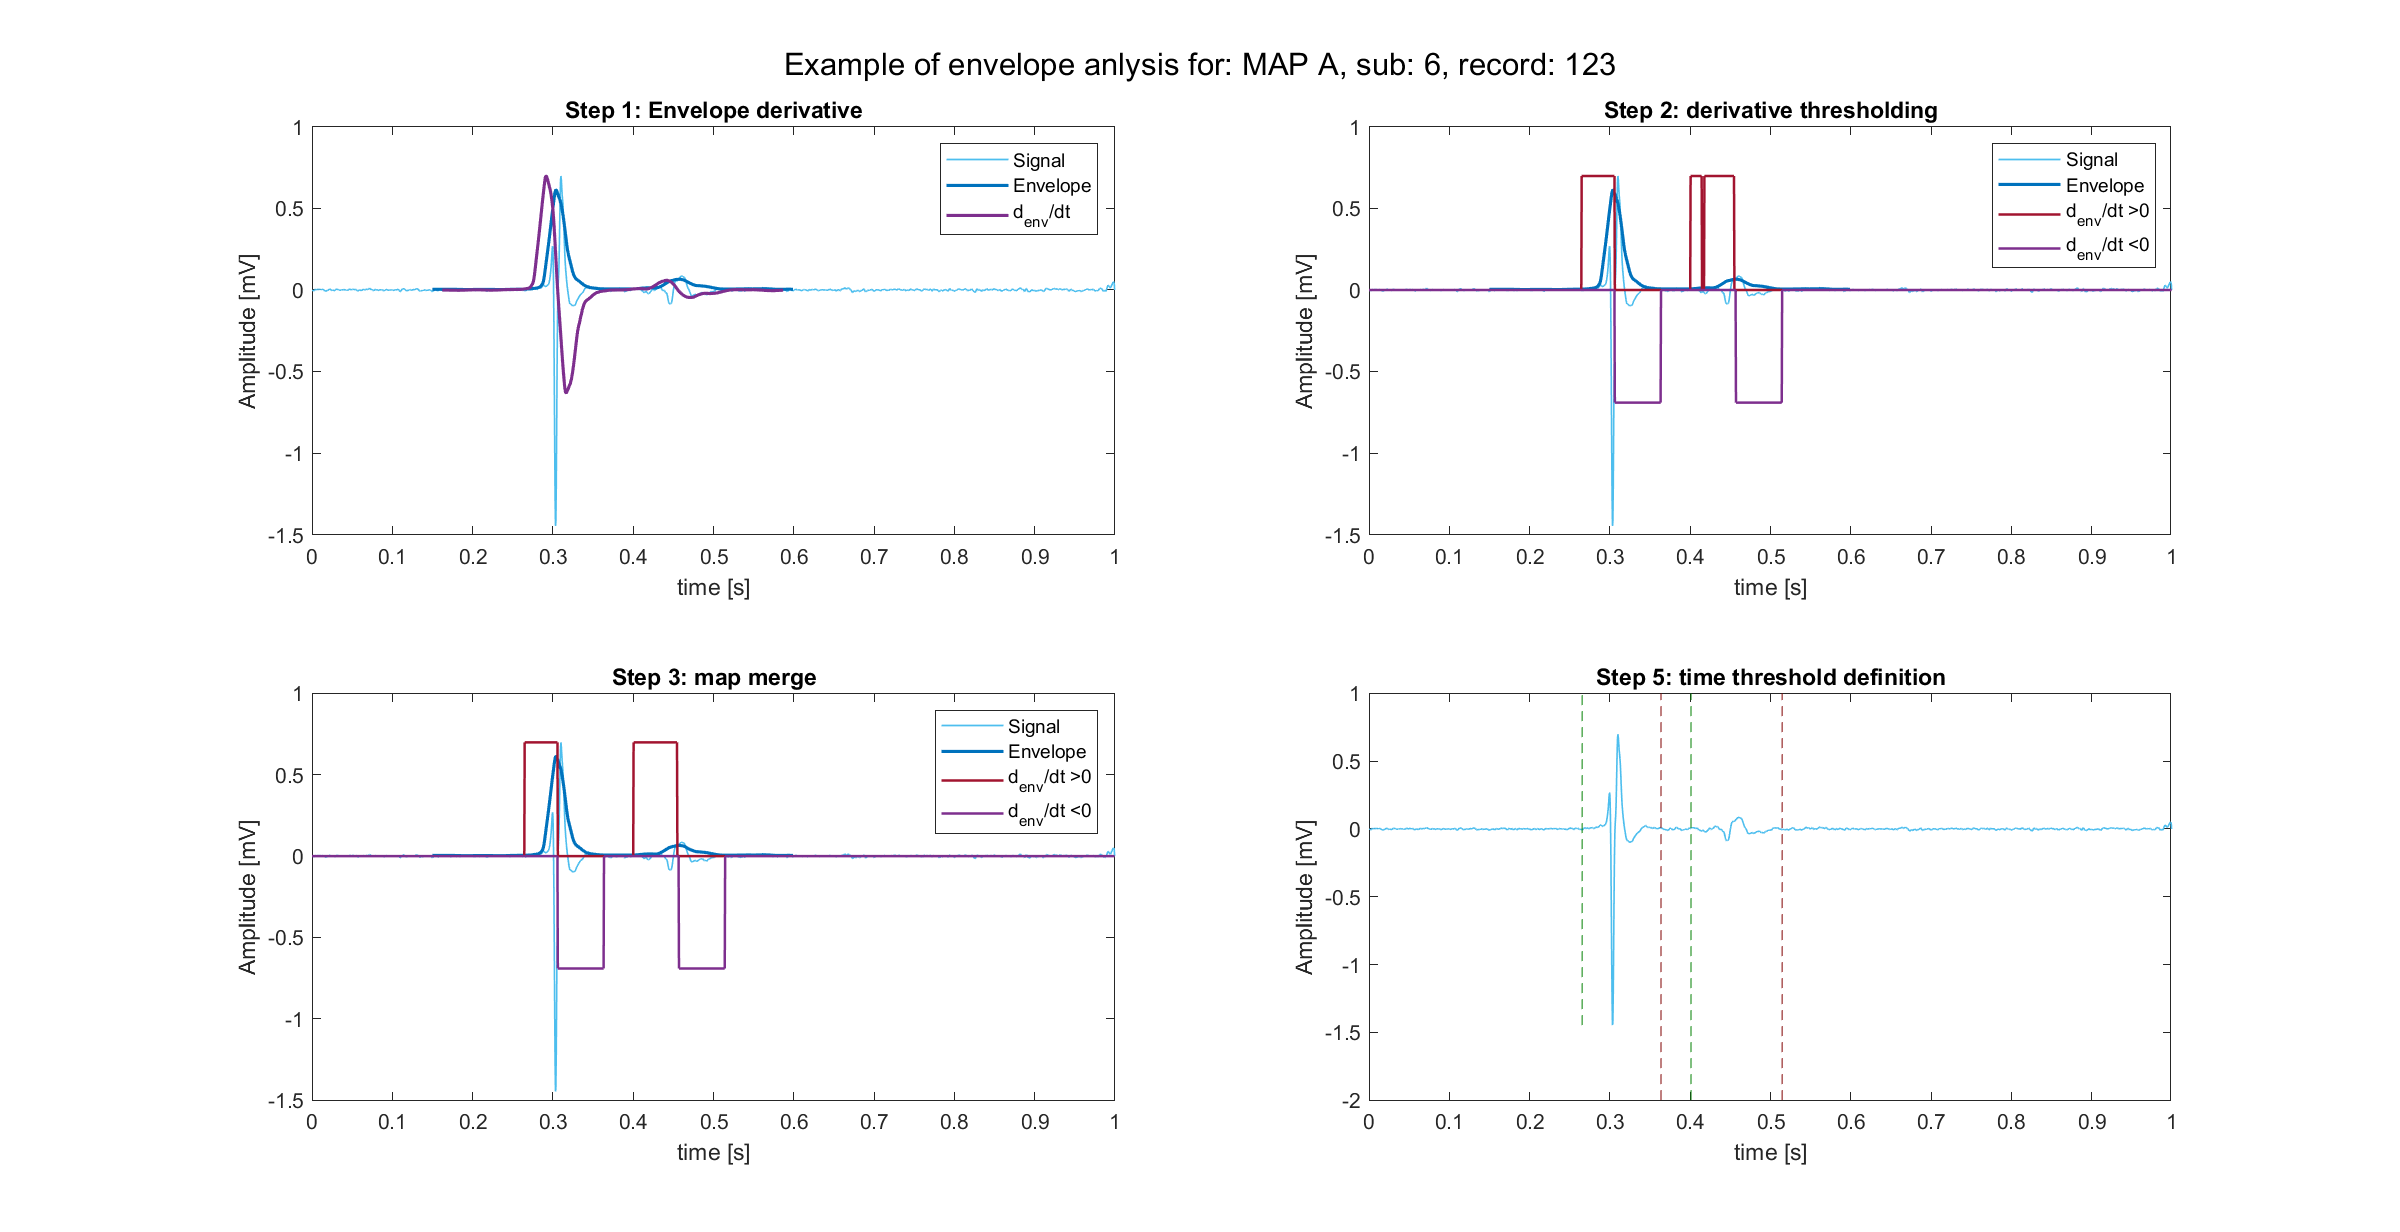 Example of envelope anlysis for: MAP A, sub: 6, record: 123
Step 1: Envelope derivative
1
0.5
0
-0.5
-1
-1.5
Amplitude [mV]
0 0.1 0.2 0.3 0.4 0.5 0.6 0.7 0.8 0.9 1
time [s]
Signal
Envelope
d_env/dt
Step 2: derivative thresholding
1
0.5
0
-0.5
-1
-1.5
Amplitude [mV]
0 0.1 0.2 0.3 0.4 0.5 0.6 0.7 0.8 0.9 1
time [s]
Signal
Envelope
d_env/dt >0
d_env/dt <0
Step 3: map merge
1
0.5
0
-0.5
-1
-1.5
Amplitude [mV]
0 0.1 0.2 0.3 0.4 0.5 0.6 0.7 0.8 0.9 1
time [s]
Signal
Envelope
d_env/dt >0
d_env/dt <0
Step 5: time threshold definition
1
0.5
0
-0.5
-1
-1.5
-2
Amplitude [mV]
0 0.1 0.2 0.3 0.4 0.5 0.6 0.7 0.8 0.9 1
time [s]